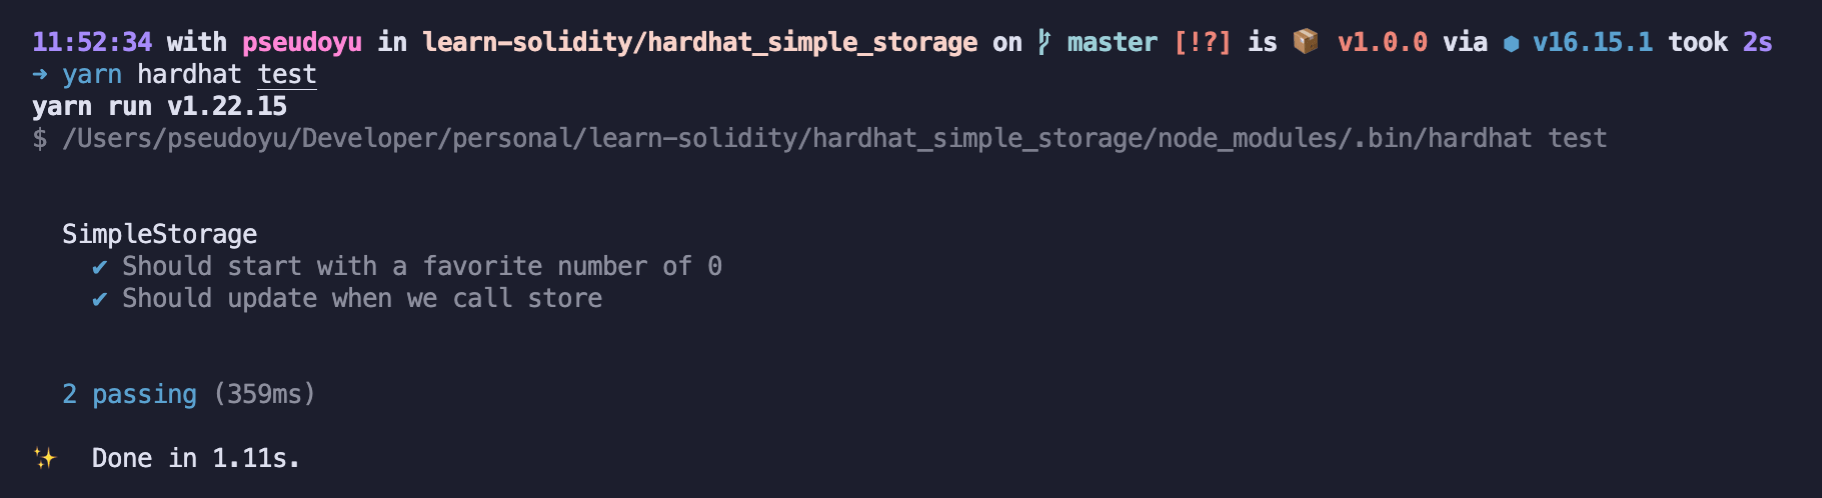 11:52:34 with pseudoyu in learn-solidity/hardhat_simple_storage on master [!?] is 📦 v1.0.0 via ⬢ v16.15.1 took 2s
➜ yarn hardhat test
yarn run v1.22.15
$ /Users/pseudoyu/Developer/personal/learn-solidity/hardhat_simple_storage/node_modules/.bin/hardhat test
SimpleStorage
✔ Should start with a favorite number of 0
✔ Should update when we call store
2 passing (359ms)
✨ Done in 1.11s.